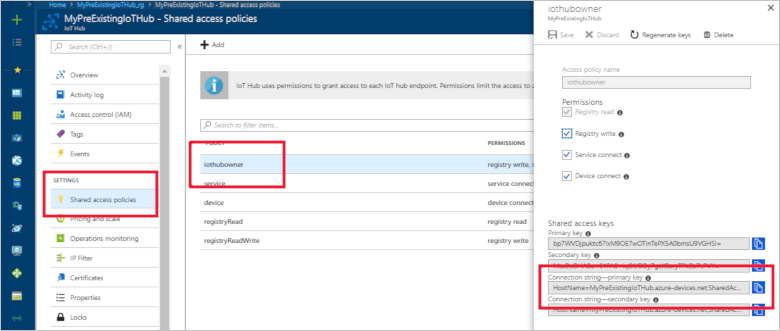 Home > MyPreExistingIoTHub_rg > MyPreExistingIoTHub - Shared access policies
MyPreExistingIoTHub - Shared access policies
IoT Hub
Search (Ctrl+/)
Overview
Activity log
Access control (IAM)
Tags
Events
SETTINGS
Shared access policies
Pricing and scale
Operations monitoring
IP Filter
Certificates
Properties
Locks
Add
IoT Hub uses permissions to grant access to each IoT hub endpoint. Permissions limit the access to
Search to filter items...
POLICY PERMISSIONS
iothubowner registry write,
service service connect
device device connect
registryRead registry read
registryReadWrite registry write
iothubowner
MyPreExistingIoTHub
Save Discard Regenerate keys Delete
Access policy name
iothubowner
Permissions
Registry read
Registry write
Service connect
Device connect
Shared access keys
Primary key
Secondary key
Connection string—primary key
HostName=MyPreExistingIoTHub.azure-devices.net;SharedAc...
Connection string—secondary key
HostName=MyPreExistingIoTHub.azure-devices.net;SharedAc...